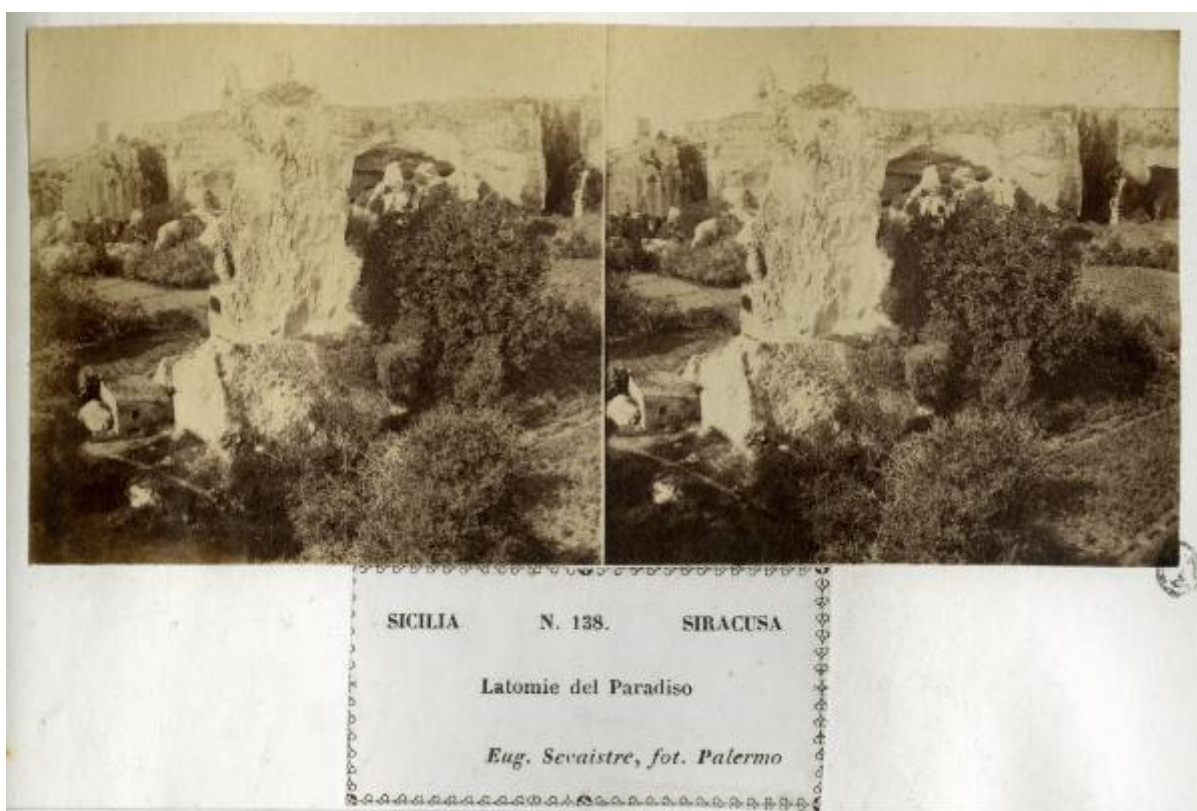 SICILIA N. 138. SIRACUSA
Latomie del Paradiso
Eug. Sevaistre, fot. Palermo